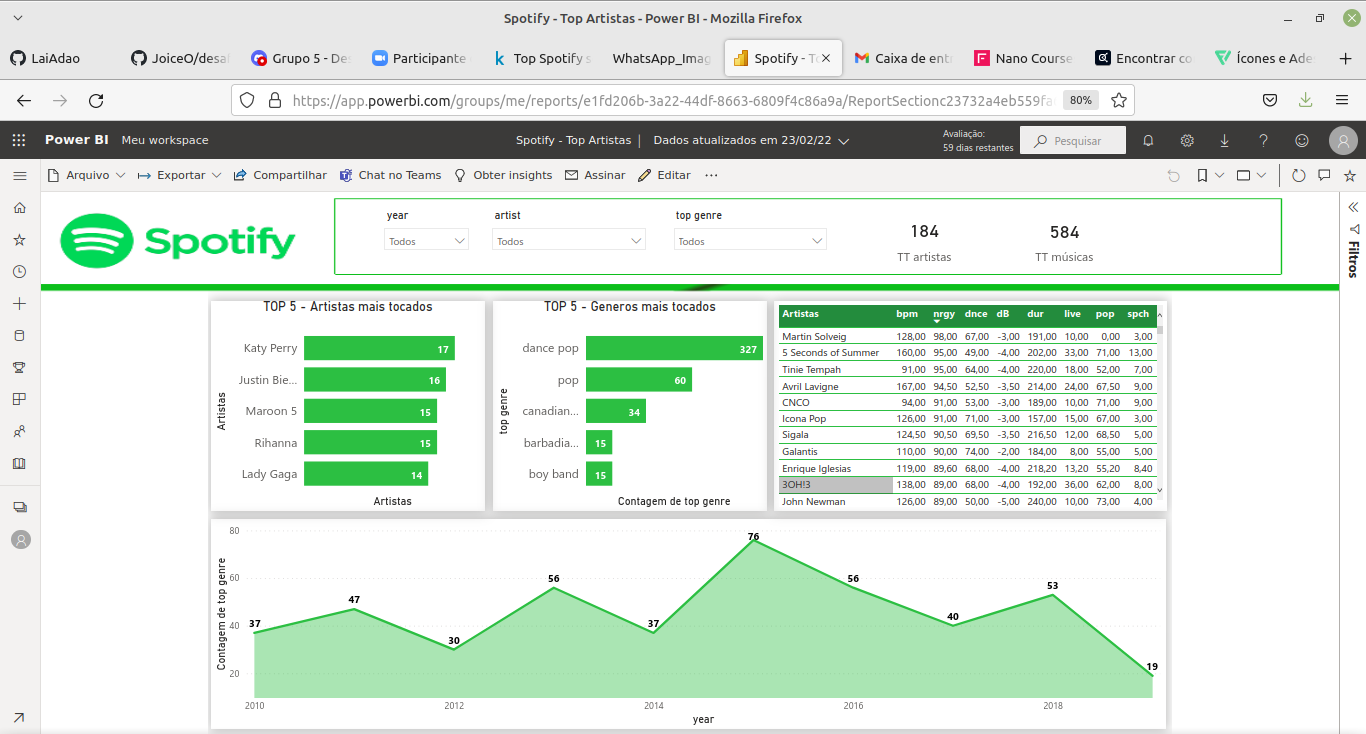 Spotify - Top Artistas - Power BI - Mozilla Firefox
LaiAdao
JoiceO/desaf
Grupo 5 - De
Participante
Top Spotify s
WhatsApp_Imag
Spotify - To
Caixa de ent
Nano Course
Encontrar co
Ícones e Ade
https://app.powerbi.com/groups/me/reports/e1fd206b-3a22-44df-8663-6809f4c86a9a/ReportSectionc23732a4eb559fa
80%
Power BI Meu workspace
Spotify - Top Artistas | Dados atualizados em 23/02/22
Avaliação:
59 dias restantes
Pesquisar
Arquivo Exportar Compartilhar Chat no Teams Obter insights Assinar Editar ...
Spotify
year artist top genre
Todos Todos Todos
184 584
TT artistas TT músicas
Filtros
TOP 5 - Artistas mais tocados
Artistas
Katy Perry 17
Justin Bie... 16
Maroon 5 15
Rihanna 15
Lady Gaga 14
Artistas
TOP 5 - Generos mais tocados
top genre
dance pop 327
pop 60
canadian... 34
barbadia... 15
boy band 15
Contagem de top genre
Artistas bpm nrgy dnce dB dur live pop spch
Martin Solveig 128,00 98,00 67,00 -3,00 191,00 10,00 0,00 3,00
5 Seconds of Summer 160,00 95,00 49,00 -4,00 202,00 33,00 71,00 13,00
Tinie Tempah 91,00 95,00 64,00 -4,00 220,00 18,00 52,00 7,00
Avril Lavigne 167,00 94,50 52,50 -3,50 214,00 24,00 67,50 9,00
CNCO 94,00 91,00 53,00 -3,00 189,00 10,00 71,00 9,00
Icona Pop 126,00 91,00 71,00 -3,00 157,00 15,00 67,00 3,00
Sigala 124,50 90,50 69,50 -3,50 216,50 12,00 68,50 5,00
Galantis 110,00 90,00 74,00 -2,00 184,00 8,00 55,00 5,00
Enrique Iglesias 119,00 89,60 68,00 -4,00 218,20 13,20 55,20 8,40
3OH!3 138,00 89,00 68,00 -4,00 192,00 36,00 62,00 8,00
John Newman 126,00 89,00 50,00 -5,00 240,00 10,00 73,00 4,00
Contagem de top genre
80
60
40
20
37 47 30 56 37 76 56 40 53 19
2010 2012 2014 2016 2018
year